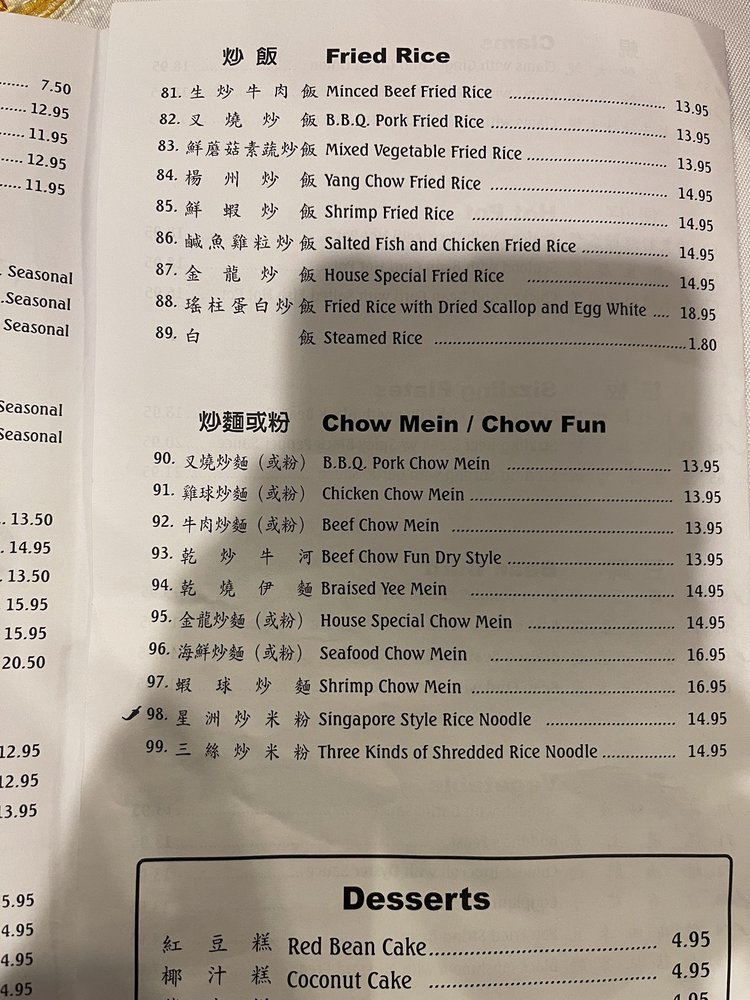 7.50
12.95
11.95
12.95
11.95
Seasonal
Seasonal
Seasonal
Seasonal
Seasonal
13.50
14.95
13.50
15.95
15.95
20.50
12.95
12.95
13.95
5.95
4.95
4.95
4.95
炒飯 Fried Rice
81. 生炒牛肉飯 Minced Beef Fried Rice 13.95
82. 叉燒炒飯 B.B.Q. Pork Fried Rice 13.95
83. 鮮蘑菇素蔬炒飯 Mixed Vegetable Fried Rice 13.95
84. 楊州炒飯 Yang Chow Fried Rice 14.95
85. 鮮蝦炒飯 Shrimp Fried Rice 14.95
86. 鹹魚雞粒炒飯 Salted Fish and Chicken Fried Rice 14.95
87. 金龍炒飯 House Special Fried Rice 14.95
88. 瑤柱蛋白炒飯 Fried Rice with Dried Scallop and Egg White 18.95
89. 白飯 Steamed Rice 1.80
炒麵或粉 Chow Mein / Chow Fun
90. 叉燒炒麵（或粉） B.B.Q. Pork Chow Mein 13.95
91. 雞球炒麵（或粉） Chicken Chow Mein 13.95
92. 牛肉炒麵（或粉） Beef Chow Mein 13.95
93. 乾炒牛河 Beef Chow Fun Dry Style 13.95
94. 乾燒伊麵 Braised Yee Mein 14.95
95. 金龍炒麵（或粉） House Special Chow Mein 14.95
96. 海鮮炒麵（或粉） Seafood Chow Mein 16.95
97. 蝦球炒麵 Shrimp Chow Mein 16.95
98. 星洲炒米粉 Singapore Style Rice Noodle 14.95
99. 三絲炒米粉 Three Kinds of Shredded Rice Noodle 14.95
Desserts
紅豆糕 Red Bean Cake 4.95
椰汁糕 Coconut Cake 4.95